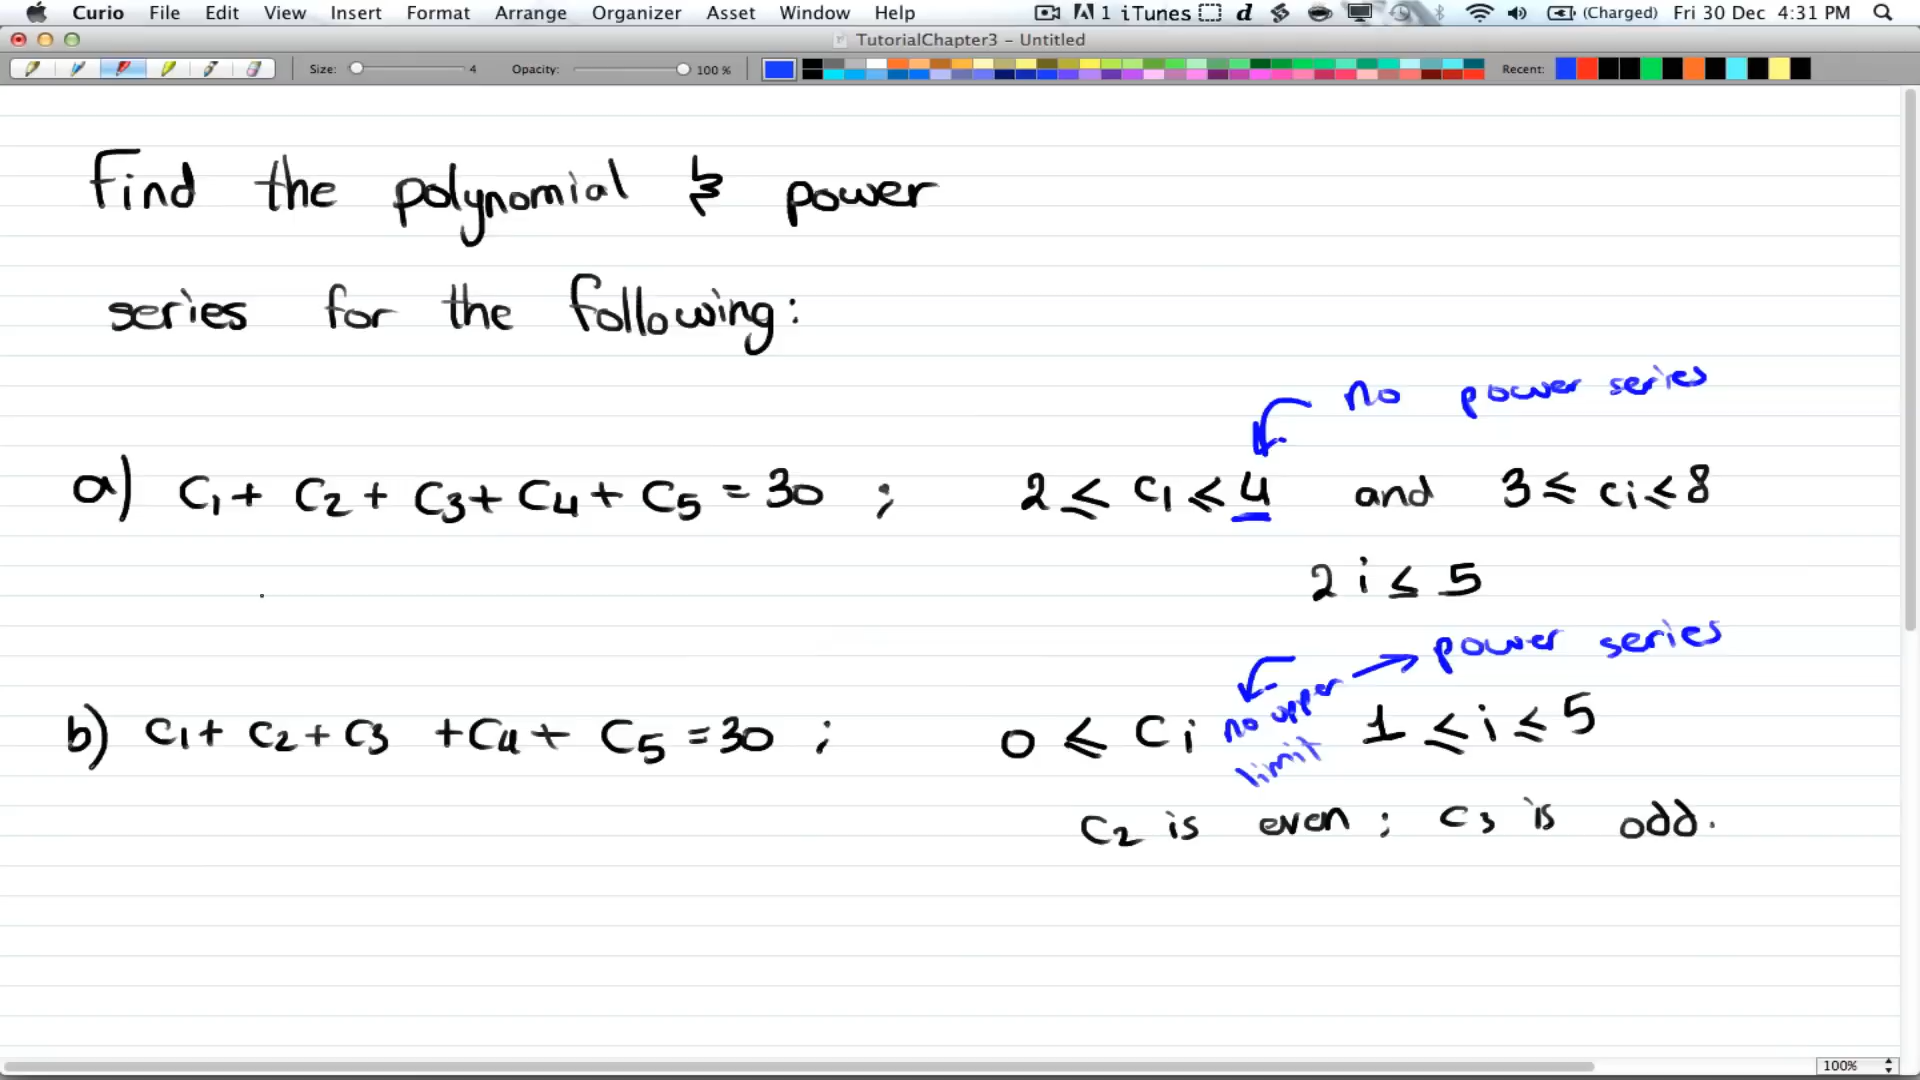 Curio File Edit View Insert Format Arrange Organizer Asset Window Help 1 iTunes d (Charged) Fri 30 Dec 4:31 PM
TutorialChapter3 - Untitled
Size: 4 Opacity: 100 % Recent:
Find the polynomial & power
series for the following:
no power series
a) C1 + C2 + C3 + C4 + C5 = 30 ; 2 ≤ C1 ≤ 4 and 3 ≤ Ci ≤ 8
2 i ≤ 5
power series
b) C1 + C2 + C3 + C4 + C5 = 30 ; 0 ≤ Ci no upper 1 ≤ i ≤ 5
limit
C2 is even ; C3 is odd.
100%